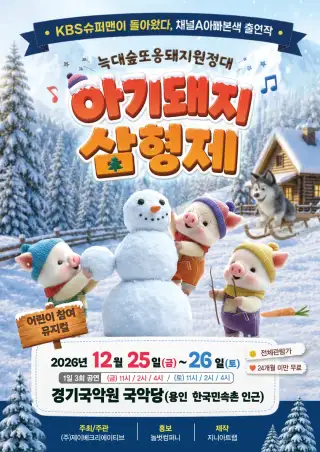 KBS슈퍼맨이 돌아왔다, 채널A아빠본색 출연작
늑대숲또옹돼지원정대
아기돼지
삼형제
어린이 참여
뮤지컬
2026년 12월 25일(금) ~ 26일(토)
1일 3회 공연 (금) 11시 / 2시 / 4시 / (토) 11시 / 2시 / 4시
경기국악원 국악당(용인 한국민속촌 인근)
전체관람가
24개월 미만 무료
주최/주관
(주)제이베크리에이티브
홍보
놀벗컴퍼니
제작
지니아트랩